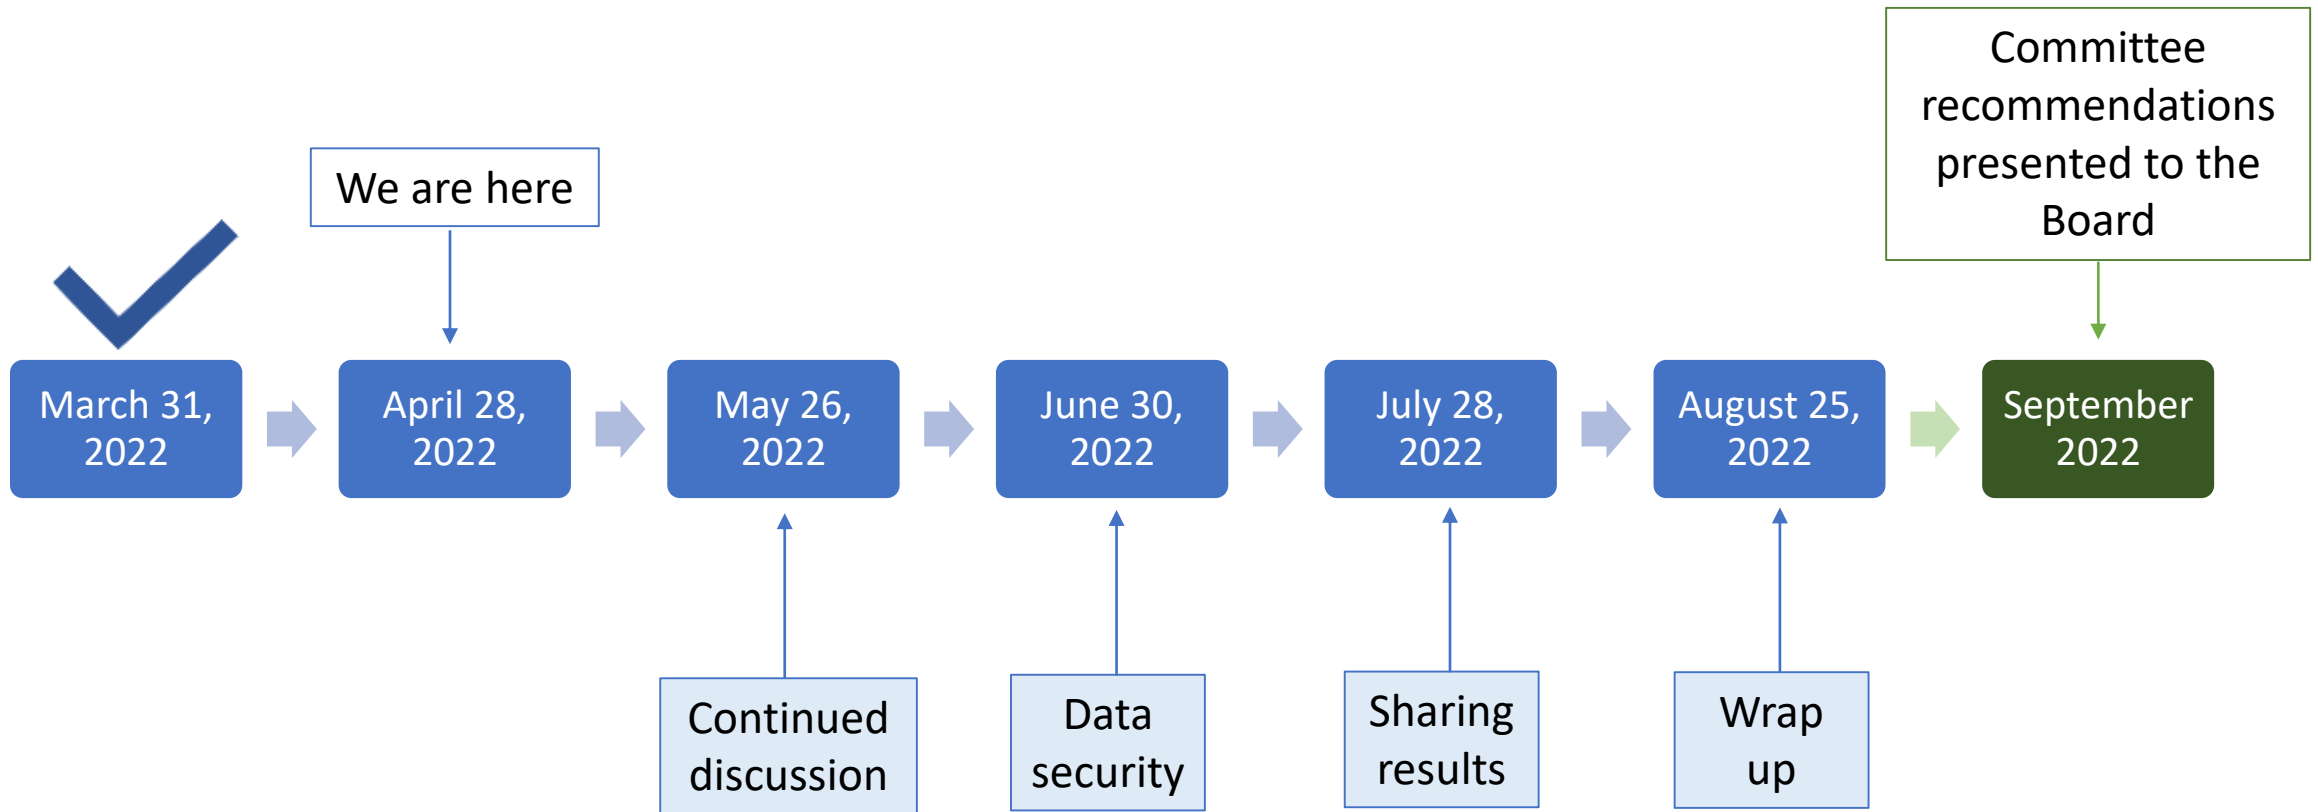 Committee
recommendations
presented to the
Board
We are here
March 31,
2022
April 28,
2022
May 26,
2022
June 30,
2022
July 28,
2022
August 25,
2022
September
2022
Continued
discussion
Data
security
Sharing
results
Wrap
up